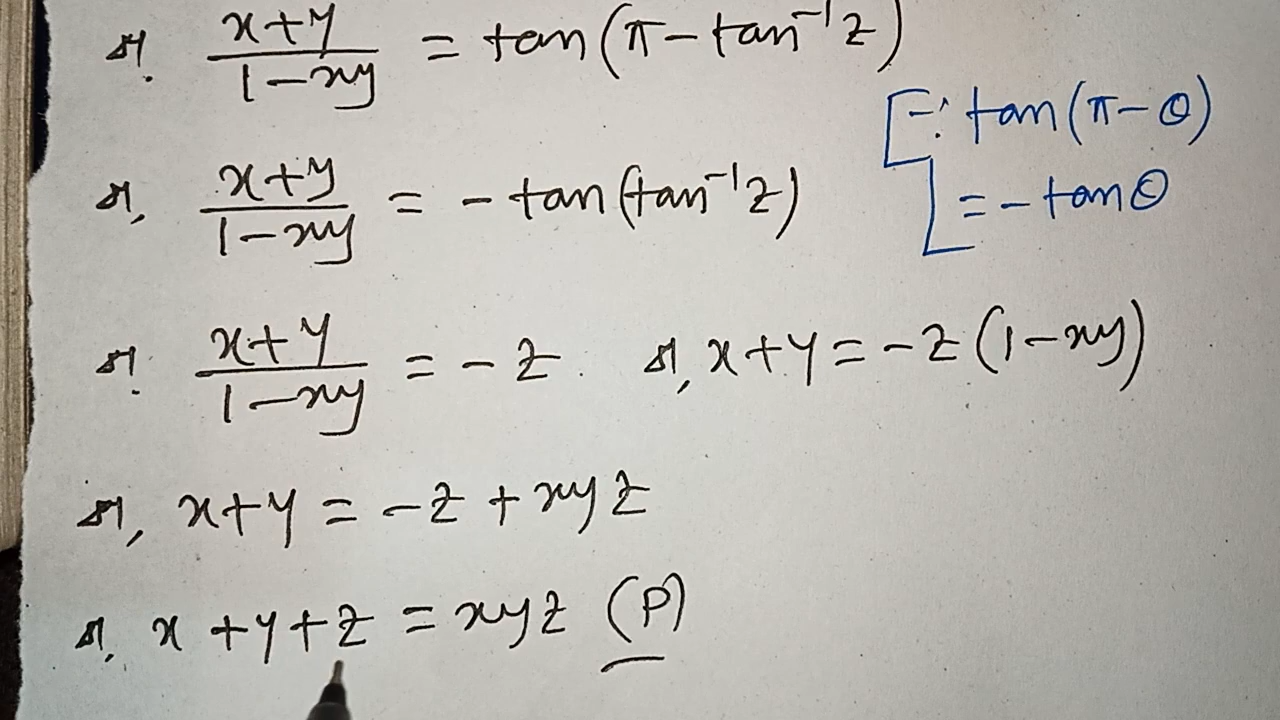 বা, (x+y)/(1-xy) = tan(π - tan⁻¹z)
বা, (x+y)/(1-xy) = - tan(tan⁻¹z)
[∵ tan(π-θ)
= - tanθ
বা, (x+y)/(1-xy) = - z. বা, x+y = -z(1-xy)
বা, x+y = -z + xyz
বা, x+y+z = xyz (P)